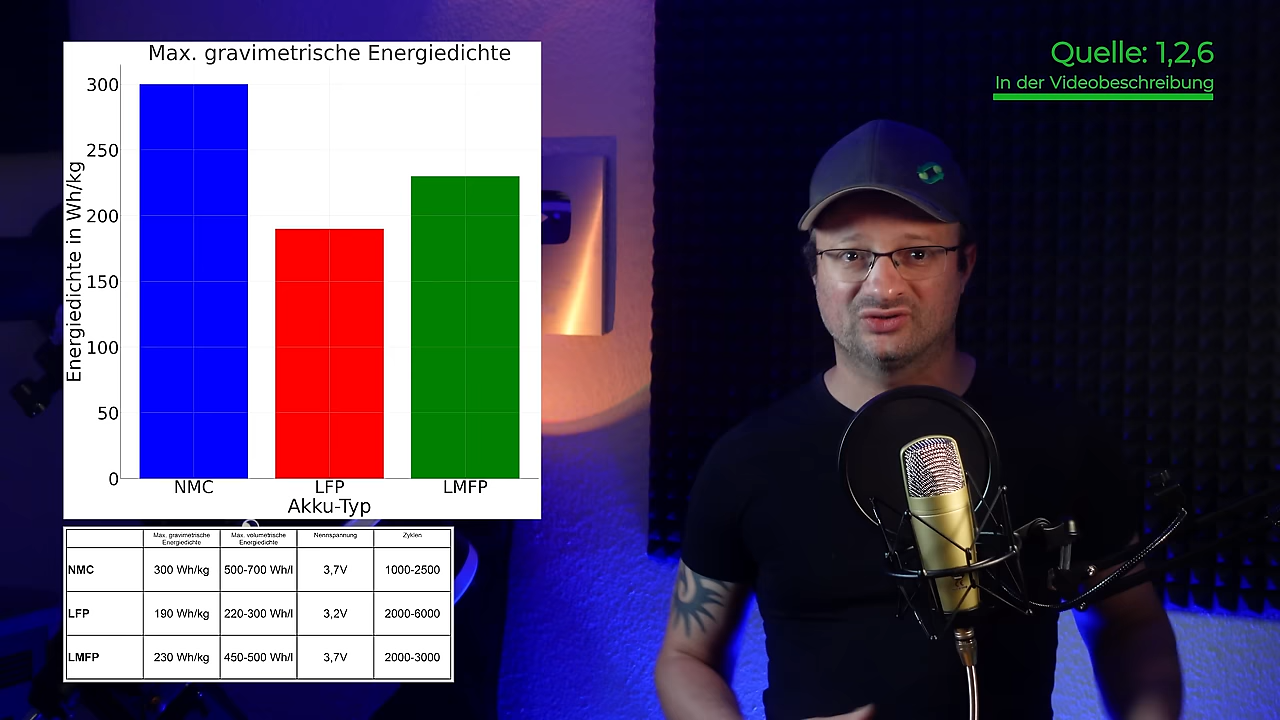 Max. gravimetrische Energiedichte
300
250
200
150
100
50
0
Energiedichte in Wh/kg
NMC LFP LMFP
Akku-Typ
Quelle: 1,2,6
In der Videobeschreibung
Max. gravimetrische Energiedichte Max. volumetrische Energiedichte Nennspannung Zyklen
NMC 300 Wh/kg 500-700 Wh/l 3,7V 1000-2500
LFP 190 Wh/kg 220-300 Wh/l 3,2V 2000-6000
LMFP 230 Wh/kg 450-500 Wh/l 3,7V 2000-3000